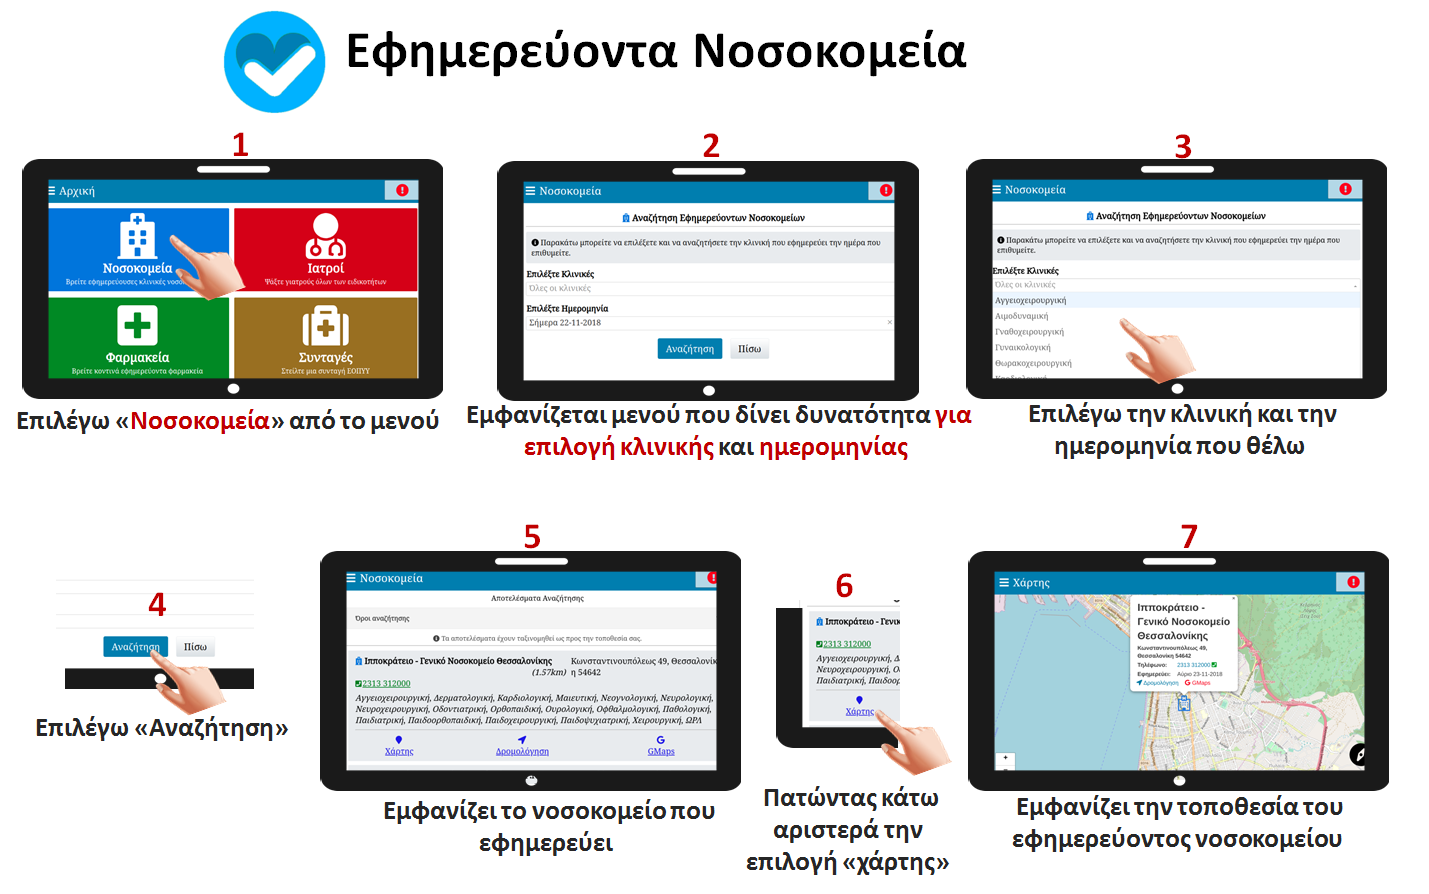 Εφημερεύοντα Νοσοκομεία
1
Αρχική
Νοσοκομεία
Βρείτε εφημερεύουσες κλινικές νοσ
Ιατροί
Ψάξτε γιατρούς όλων των ειδικοτήτων
Φαρμακεία
Βρείτε κοντινά εφημερεύοντα φαρμακεία
Συνταγές
Στείλτε μια συνταγή ΕΟΠΥΥ
Επιλέγω «Νοσοκομεία» από το μενού
2
Νοσοκομεία
Αναζήτηση Εφημερευόντων Νοσοκομείων
Παρακάτω μπορείτε να επιλέξετε και να αναζητήσετε την κλινική που εφημερεύει την ημέρα που
επιθυμείτε.
Επιλέξτε Κλινικές
Όλες οι κλινικές
Επιλέξτε Ημερομηνία
Σήμερα 22-11-2018 ×
Αναζήτηση Πίσω
Εμφανίζεται μενού που δίνει δυνατότητα για
επιλογή κλινικής και ημερομηνίας
3
Νοσοκομεία
Αναζήτηση Εφημερευόντων Νοσοκομείων
Παρακάτω μπορείτε να επιλέξετε και να αναζητήσετε την κλινική που εφημερεύει την ημέρα που
επιθυμείτε.
Επιλέξτε Κλινικές
Όλες οι κλινικές
Αγγειοχειρουργική
Αιμοδυναμική
Γναθοχειρουργική
Γυναικολογική
Θωρακοχειρουργική
Επιλέγω την κλινική και την
ημερομηνία που θέλω
4
Αναζήτηση Πίσω
Επιλέγω «Αναζήτηση»
5
Νοσοκομεία
Αποτελέσματα Αναζήτησης
Όροι αναζήτησης
Τα αποτελέσματα έχουν ταξινομηθεί ως προς την τοποθεσία σας.
Ιπποκράτειο - Γενικό Νοσοκομείο Θεσσαλονίκης Κωνσταντινουπόλεως 49, Θεσσαλονίκ
(1.57km) η 54642
2313 312000
Αγγειοχειρουργική, Δερματολογική, Καρδιολογική, Μαιευτική, Νεογνολογική, Νευρολογική,
Νευροχειρουργική, Οδοντιατρική, Ορθοπαιδική, Ουρολογική, Οφθαλμολογική, Παθολογική,
Παιδιατρική, Παιδοορθοπαιδική, Παιδοχειρουργική, Παιδοψυχιατρική, Χειρουργική, ΩΡΛ
Χάρτης Δρομολόγηση GMaps
Εμφανίζει το νοσοκομείο που
εφημερεύει
6
Ιπποκράτειο - Γενικ
2313 312000
Αγγειοχειρουργική, Δ
Νευροχειρουργική, Ο
Παιδιατρική, Παιδοορ
Χάρτης
Πατώντας κάτω
αριστερά την
επιλογή «χάρτης»
7
Χάρτης
Ιπποκράτειο -
Γενικό Νοσοκομείο
Θεσσαλονίκης
Κωνσταντινουπόλεως 49,
Θεσσαλονίκη 54642
Τηλέφωνο: 2313 312000
Εφημερεύει: Αύριο 23-11-2018
Δρομολόγηση GMaps
Εμφανίζει την τοποθεσία του
εφημερεύοντος νοσοκομείου